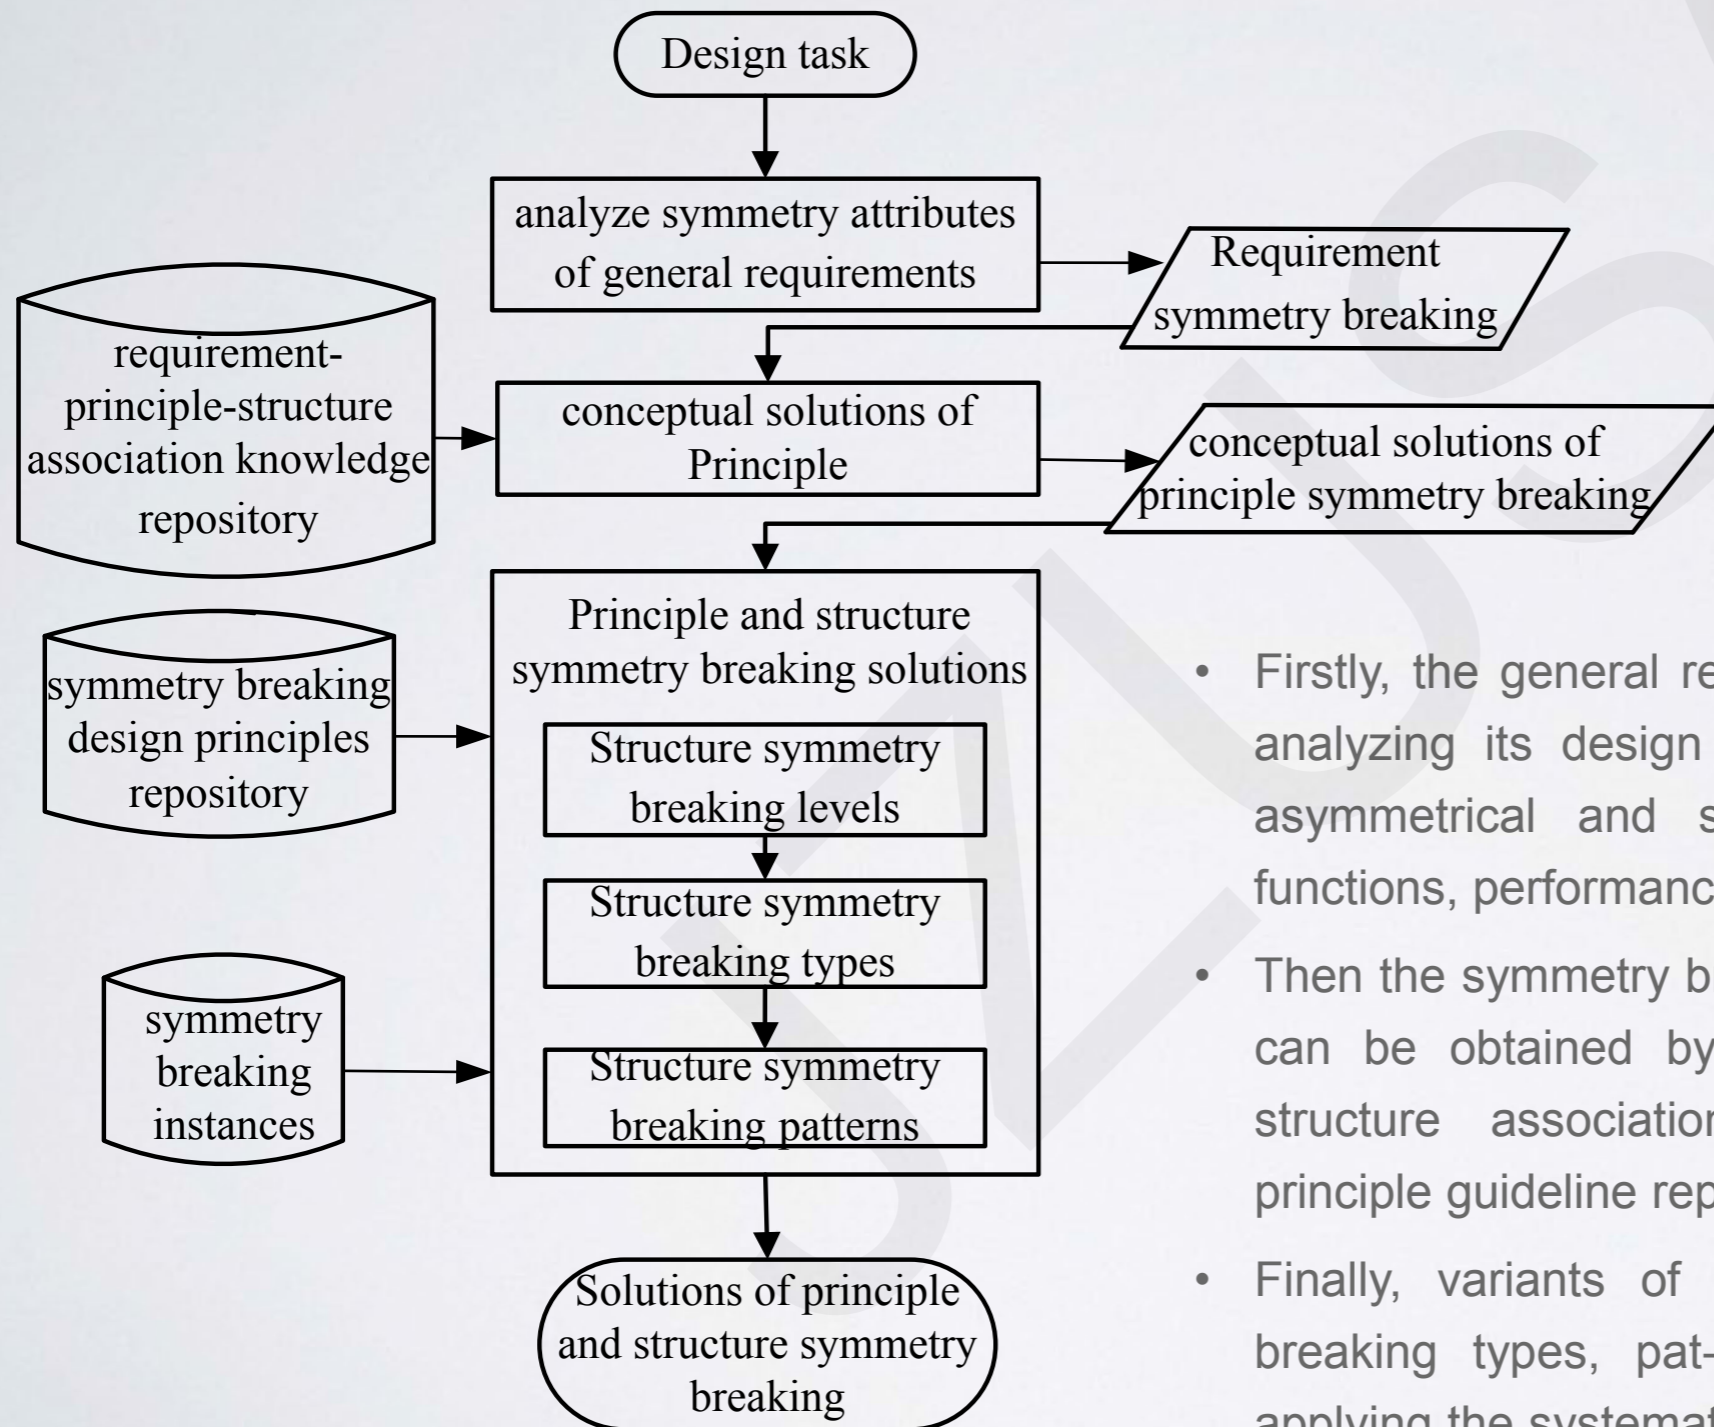 Design task
analyze symmetry attributes
of general requirements
Requirement
symmetry breaking
requirement-
principle-structure
association knowledge
repository
conceptual solutions of
Principle
conceptual solutions of
principle symmetry breaking
Principle and structure
symmetry breaking solutions
symmetry breaking
design principles
repository
Structure symmetry
breaking levels
Structure symmetry
breaking types
symmetry
breaking
instances
Structure symmetry
breaking patterns
Solutions of principle
and structure symmetry
breaking
• Firstly, the general re
analyzing its design
asymmetrical and s
functions, performanc
• Then the symmetry b
can be obtained by
structure association
principle guideline rep
• Finally, variants of
breaking types, pat-
applying the systemat
JZUS